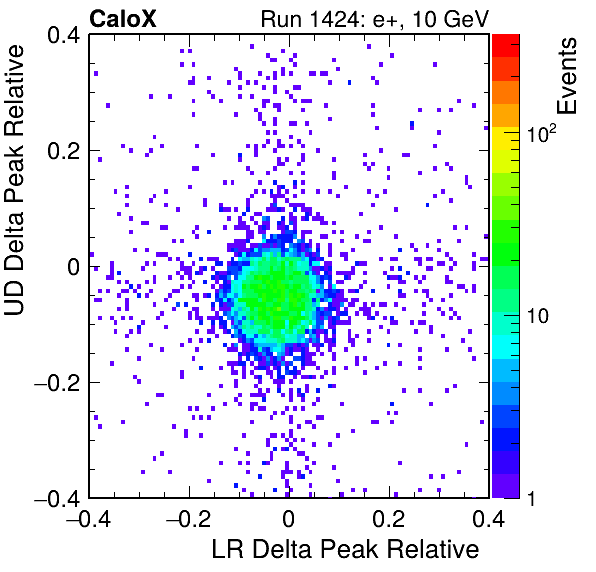 CaloX Run 1424: e+, 10 GeV
UD Delta Peak Relative
0.4
0.2
0
−0.2
−0.4
−0.4 −0.2 0 0.2 0.4
LR Delta Peak Relative
Events
10²
10
1